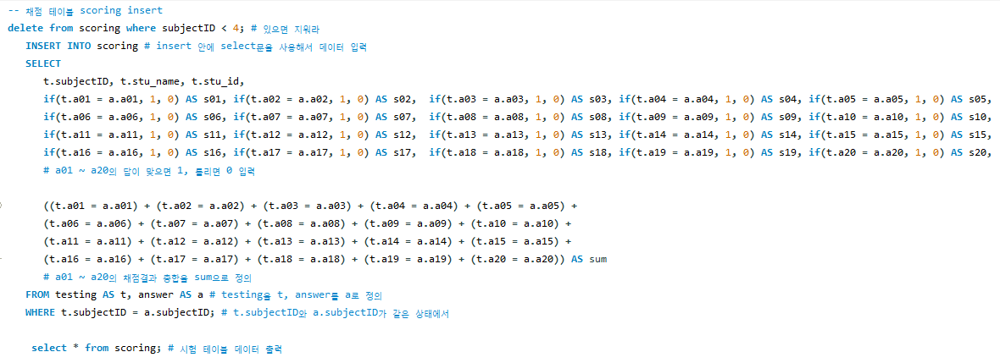 -- 채점 테이블 scoring insert
delete from scoring where subjectID < 4; # 있으면 지워라
INSERT INTO scoring # insert 안에 select문을 사용해서 데이터 입력
SELECT
t.subjectID, t.stu_name, t.stu_id,
if(t.a01 = a.a01, 1, 0) AS s01, if(t.a02 = a.a02, 1, 0) AS s02,  if(t.a03 = a.a03, 1, 0) AS s03, if(t.a04 = a.a04, 1, 0) AS s04, if(t.a05 = a.a05, 1, 0) AS s05,
if(t.a06 = a.a06, 1, 0) AS s06, if(t.a07 = a.a07, 1, 0) AS s07,  if(t.a08 = a.a08, 1, 0) AS s08, if(t.a09 = a.a09, 1, 0) AS s09, if(t.a10 = a.a10, 1, 0) AS s10,
if(t.a11 = a.a11, 1, 0) AS s11, if(t.a12 = a.a12, 1, 0) AS s12,  if(t.a13 = a.a13, 1, 0) AS s13, if(t.a14 = a.a14, 1, 0) AS s14, if(t.a15 = a.a15, 1, 0) AS s15,
if(t.a16 = a.a16, 1, 0) AS s16, if(t.a17 = a.a17, 1, 0) AS s17,  if(t.a18 = a.a18, 1, 0) AS s18, if(t.a19 = a.a19, 1, 0) AS s19, if(t.a20 = a.a20, 1, 0) AS s20,
# a01 ~ a20의 답이 맞으면 1, 틀리면 0 입력
((t.a01 = a.a01) + (t.a02 = a.a02) + (t.a03 = a.a03) + (t.a04 = a.a04) + (t.a05 = a.a05) +
(t.a06 = a.a06) + (t.a07 = a.a07) + (t.a08 = a.a08) + (t.a09 = a.a09) + (t.a10 = a.a10) +
(t.a11 = a.a11) + (t.a12 = a.a12) + (t.a13 = a.a13) + (t.a14 = a.a14) + (t.a15 = a.a15) +
(t.a16 = a.a16) + (t.a17 = a.a17) + (t.a18 = a.a18) + (t.a19 = a.a19) + (t.a20 = a.a20)) AS sum
# a01 ~ a20의 채점결과 총합을 sum으로 정의
FROM testing AS t, answer AS a # testing을 t, answer를 a로 정의
WHERE t.subjectID = a.subjectID; # t.subjectID와 a.subjectID가 같은 상태에서
select * from scoring; # 시험 테이블 데이터 출력